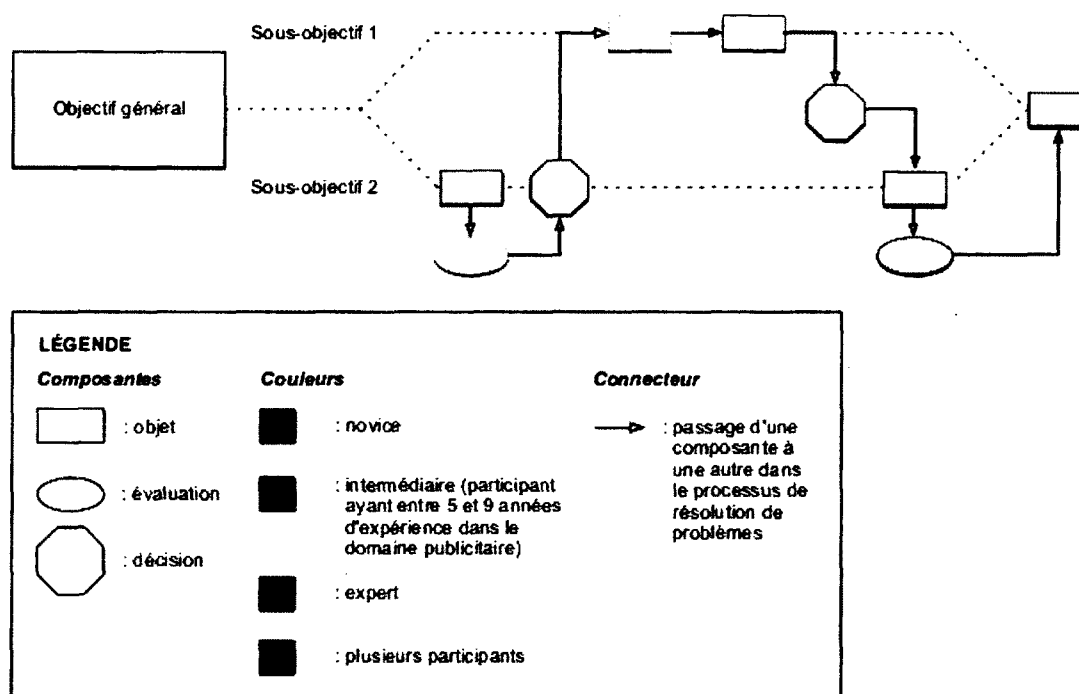 Sous-objectif 1
Objectif général
Sous-objectif 2
LÉGENDE
Composantes
: objet
: évaluation
: décision
Couleurs
: novice
: intermédiaire (participant
ayant entre 5 et 9 années
d'expérience dans le
domaine publicitaire)
: expert
: plusieurs participants
Connecteur
: passage d'une
composante à
une autre dans
le processus de
résolution de
problèmes